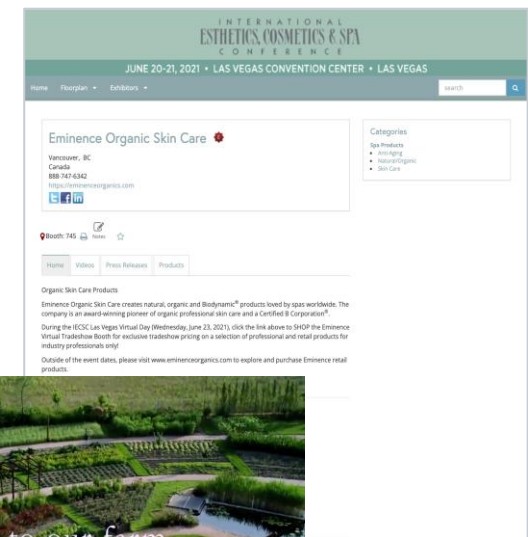 INTERNATIONAL
ESTHETICS, COSMETICS & SPA
CONFERENCE
JUNE 20-21, 2021 • LAS VEGAS CONVENTION CENTER • LAS VEGAS
Home Floorplan Exhibitors search
Eminence Organic Skin Care
Vancouver, BC
Canada
888-747-6342
https://eminenceorganics.com
Categories
Spa Products
Anti-Aging
Natural/Organic
Skin Care
Booth: 745 Notes
Home Videos Press Releases Products
Organic Skin Care Products
Eminence Organic Skin Care creates natural, organic and Biodynamic® products loved by spas worldwide. The
company is an award-winning pioneer of organic professional skin care and a Certified B Corporation®.
During the IECSC Las Vegas Virtual Day (Wednesday, June 23, 2021), click the link above to SHOP the Eminence
Virtual Tradeshow Booth for exclusive tradeshow pricing on a selection of professional and retail products for
industry professionals only!
Outside of the event dates, please visit www.eminenceorganics.com to explore and purchase Eminence retail
products.
to our farm